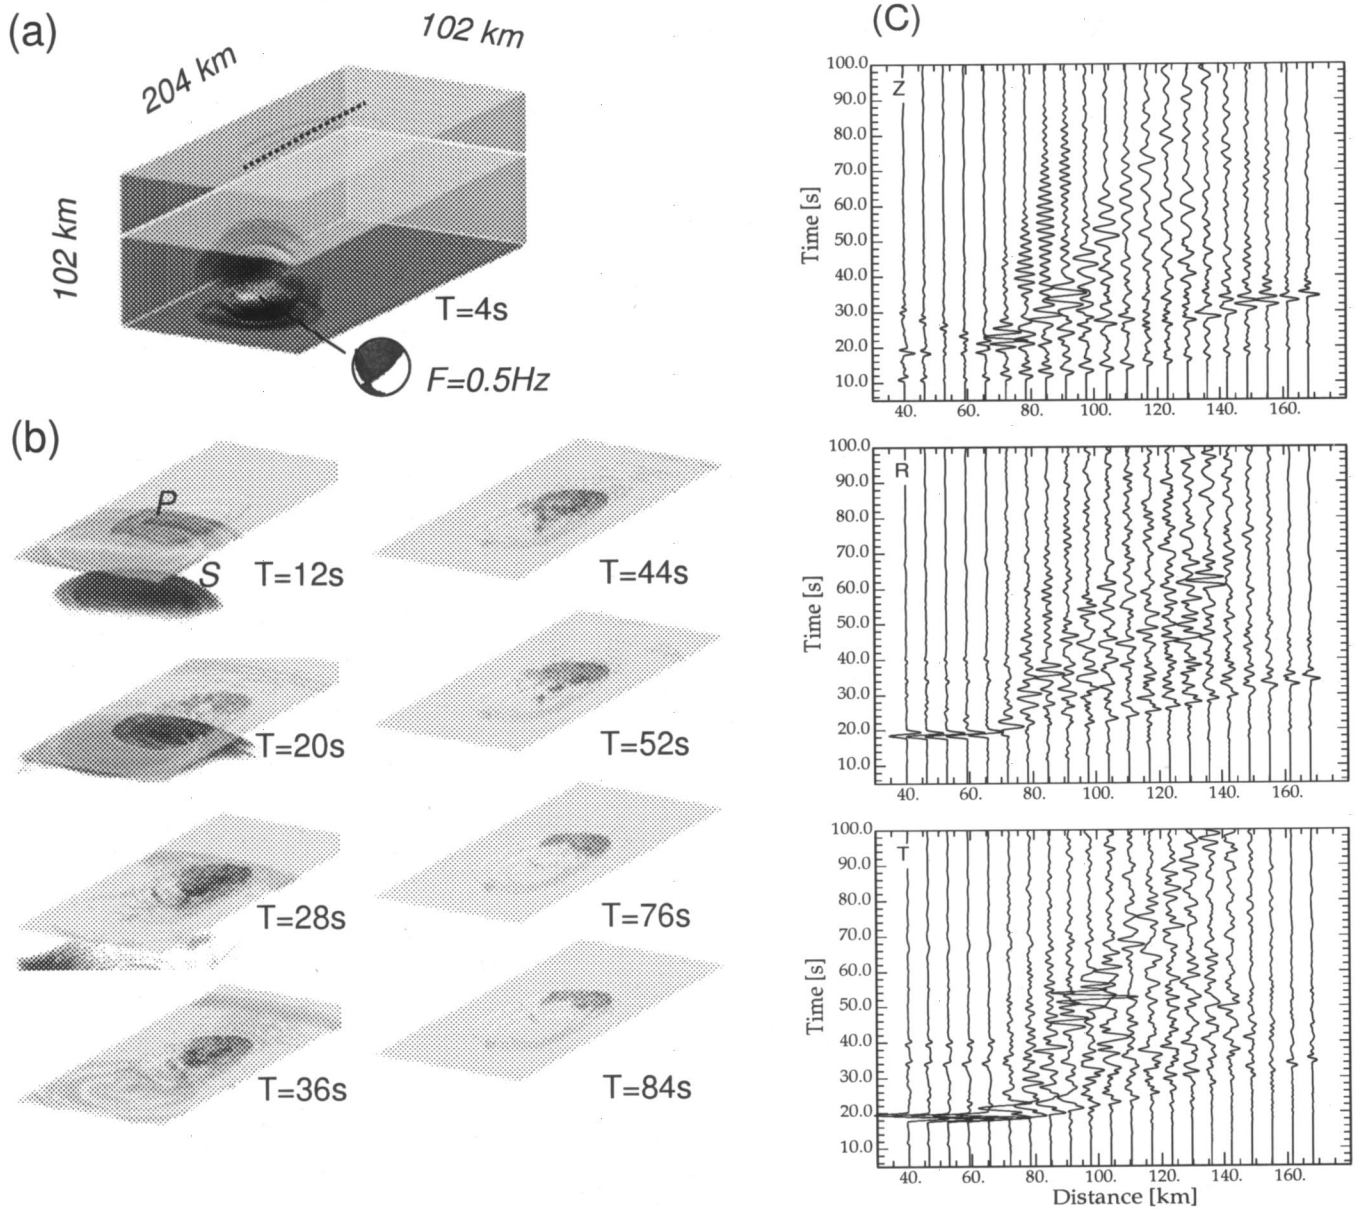 (a)
102 km
204 km
102 km
T=4s
F=0.5Hz
(b)
P
S
T=12s
T=44s
T=20s
T=52s
T=28s
T=76s
T=36s
T=84s
(C)
Z
100.0
90.0
80.0
70.0
60.0
50.0
40.0
30.0
20.0
10.0
Time [s]
40. 60. 80. 100. 120. 140. 160.
R
100.0
90.0
80.0
70.0
60.0
50.0
40.0
30.0
20.0
10.0
Time [s]
40. 60. 80. 100. 120. 140. 160.
T
100.0
90.0
80.0
70.0
60.0
50.0
40.0
30.0
20.0
10.0
Time [s]
40. 60. 80. 100. 120. 140. 160.
Distance [km]